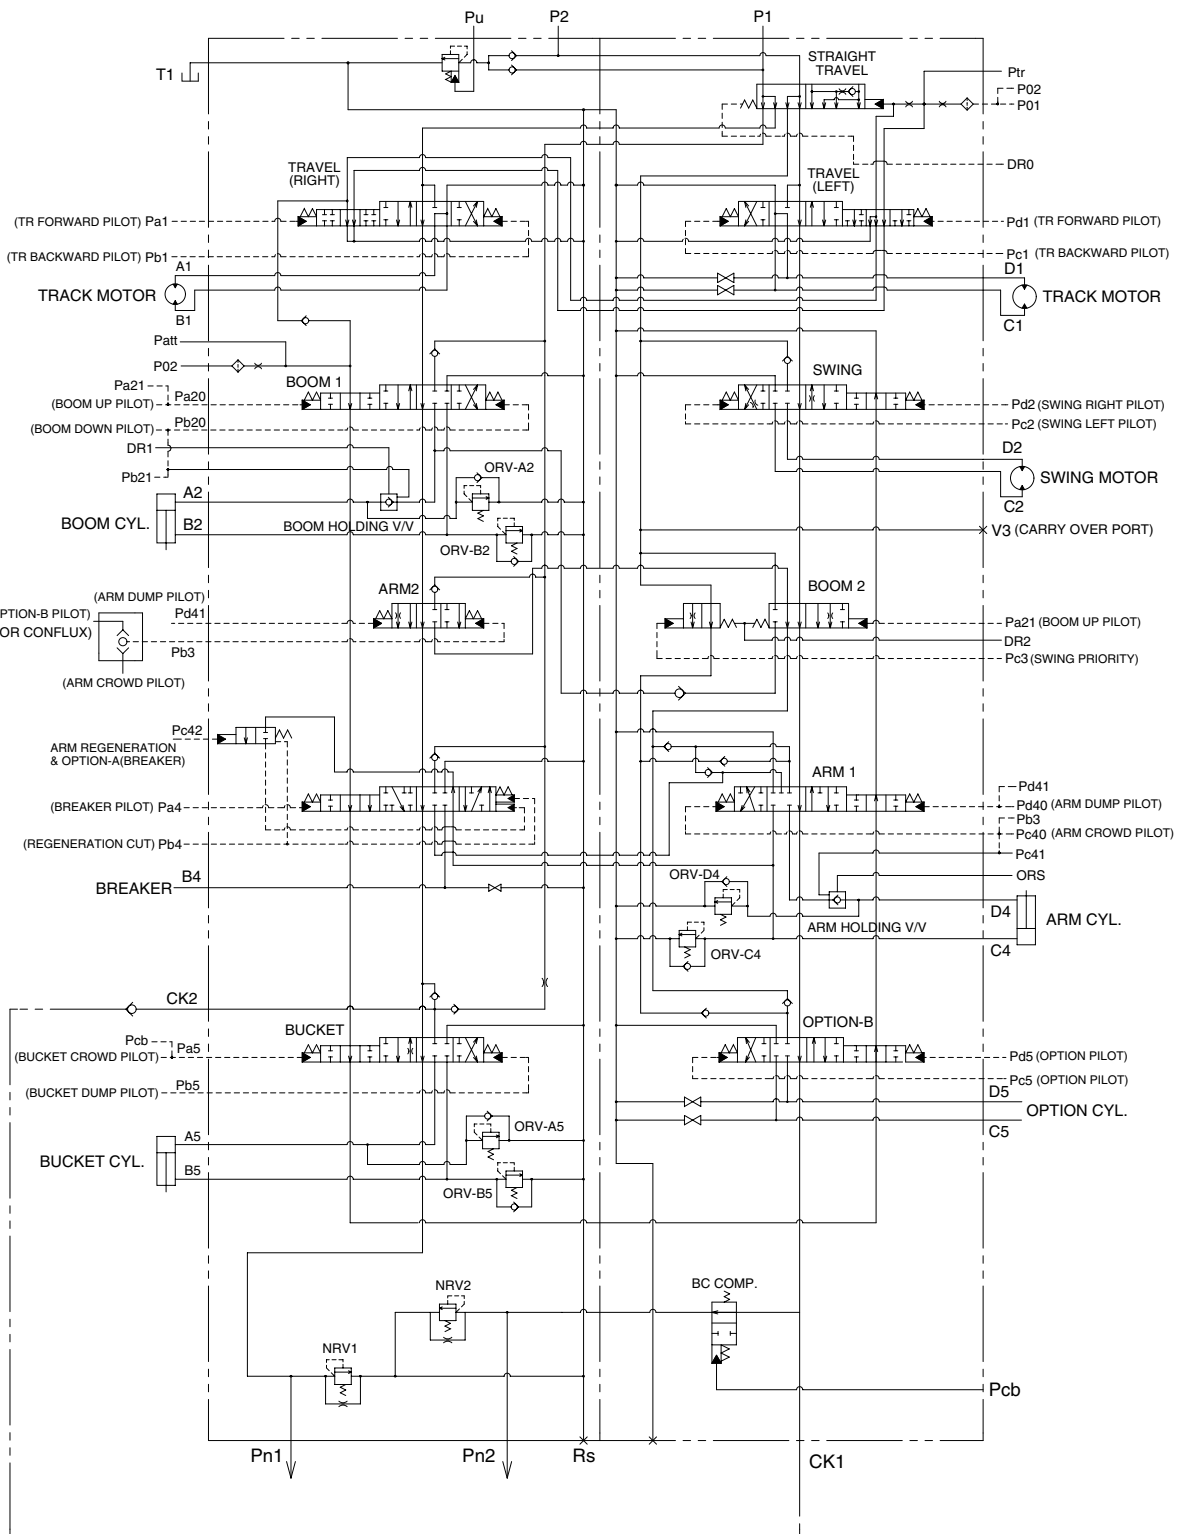 Pu
P2
P1
T1
STRAIGHT
TRAVEL
Ptr
P02
P01
DR0
TRAVEL
(RIGHT)
TRAVEL
(LEFT)
(TR FORWARD PILOT) Pa1
Pd1 (TR FORWARD PILOT)
(TR BACKWARD PILOT) Pb1
Pc1 (TR BACKWARD PILOT)
A1
D1
TRACK MOTOR
TRACK MOTOR
B1
C1
Patt
P02
BOOM 1
SWING
Pa21
Pa20
(BOOM UP PILOT)
Pd2 (SWING RIGHT PILOT)
Pb20
(BOOM DOWN PILOT)
Pc2 (SWING LEFT PILOT)
DR1
Pb21
D2
ORV-A2
SWING MOTOR
A2
BOOM CYL.
B2
BOOM HOLDING V/V
C2
V3 (CARRY OVER PORT)
ORV-B2
(ARM DUMP PILOT)
ARM2
BOOM 2
PTION-B PILOT)
Pd41
OR CONFLUX)
Pa21 (BOOM UP PILOT)
DR2
Pb3
Pc3 (SWING PRIORITY)
(ARM CROWD PILOT)
Pc42
ARM REGENERATION
& OPTION-A(BREAKER)
ARM 1
Pd41
(BREAKER PILOT) Pa4
Pd40 (ARM DUMP PILOT)
Pb3
Pc40 (ARM CROWD PILOT)
(REGENERATION CUT) Pb4
Pc41
ORV-D4
ORS
BREAKER
B4
D4
ARM CYL.
ARM HOLDING V/V
C4
ORV-C4
CK2
BUCKET
OPTION-B
Pcb
Pa5
(BUCKET CROWD PILOT)
Pd5 (OPTION PILOT)
Pb5
(BUCKET DUMP PILOT)
Pc5 (OPTION PILOT)
D5
OPTION CYL.
C5
ORV-A5
A5
BUCKET CYL.
B5
ORV-B5
NRV2
BC COMP.
NRV1
Pcb
Pn1
Pn2
Rs
CK1